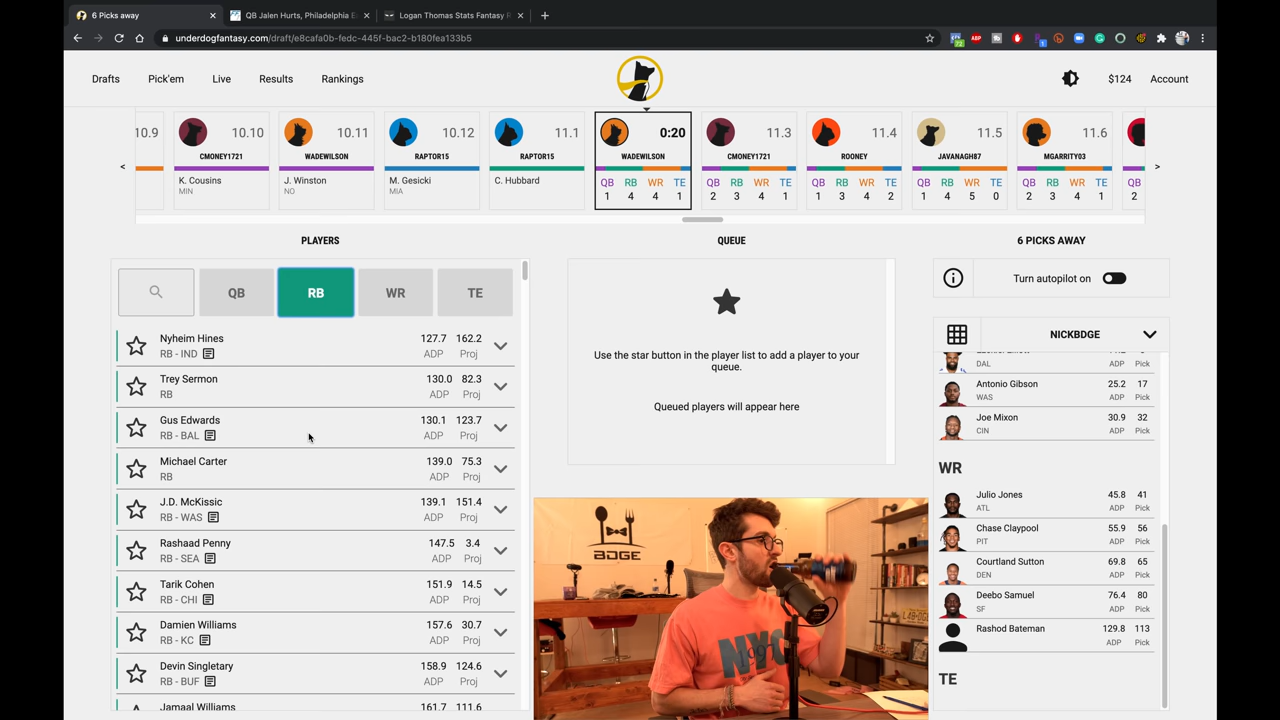 6 Picks away
QB Jalen Hurts, Philadelphia E
Logan Thomas Stats Fantasy R
underdogfantasy.com/draft/e8cafa0b-fedc-445f-bac2-b180fea133b5
Drafts Pick'em Live Results Rankings
$124 Account
10.9
10.10 CMONEY1721 K. Cousins MIN
10.11 WADEWILSON J. Winston NO
10.12 RAPTOR15 M. Gesicki MIA
11.1 RAPTOR15 C. Hubbard
0:20 WADEWILSON QB RB WR TE
1 4 4 1
11.3 CMONEY1721 QB RB WR TE
2 3 4 1
11.4 ROONEY QB RB WR TE
1 3 4 2
11.5 JAVANAGH87 QB RB WR TE
1 4 5 0
11.6 MGARRITY03 QB RB WR TE
2 3 4 1
QB
2
< >
PLAYERS
QB RB WR TE
Nyheim Hines 127.7 162.2
RB - IND ADP Proj
Trey Sermon 130.0 82.3
RB ADP Proj
Gus Edwards 130.1 123.7
RB - BAL ADP Proj
Michael Carter 139.0 75.3
RB ADP Proj
J.D. McKissic 139.1 151.4
RB - WAS ADP Proj
Rashaad Penny 147.5 3.4
RB - SEA ADP Proj
Tarik Cohen 151.9 14.5
RB - CHI ADP Proj
Damien Williams 157.6 30.7
RB - KC ADP Proj
Devin Singletary 158.9 124.6
RB - BUF ADP Proj
Jamaal Williams 161.7 111.6
QUEUE
Use the star button in the player list to add a player to your
queue.
Queued players will appear here
BDGE
NYC
6 PICKS AWAY
Turn autopilot on
NICKBDGE
DAL ADP Pick
Antonio Gibson 25.2 17
WAS ADP Pick
Joe Mixon 30.9 32
CIN ADP Pick
WR
Julio Jones 45.8 41
ATL ADP Pick
Chase Claypool 55.9 56
PIT ADP Pick
Courtland Sutton 69.8 65
DEN ADP Pick
Deebo Samuel 76.4 80
SF ADP Pick
Rashod Bateman 129.8 113
ADP Pick
TE